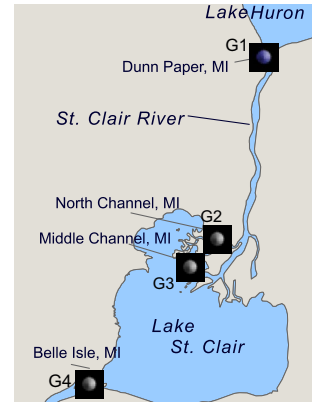 Lake Huron
G1
Dunn Paper, MI
St. Clair River
North Channel, MI
G2
Middle Channel, MI
G3
Lake
St. Clair
Belle Isle, MI
G4